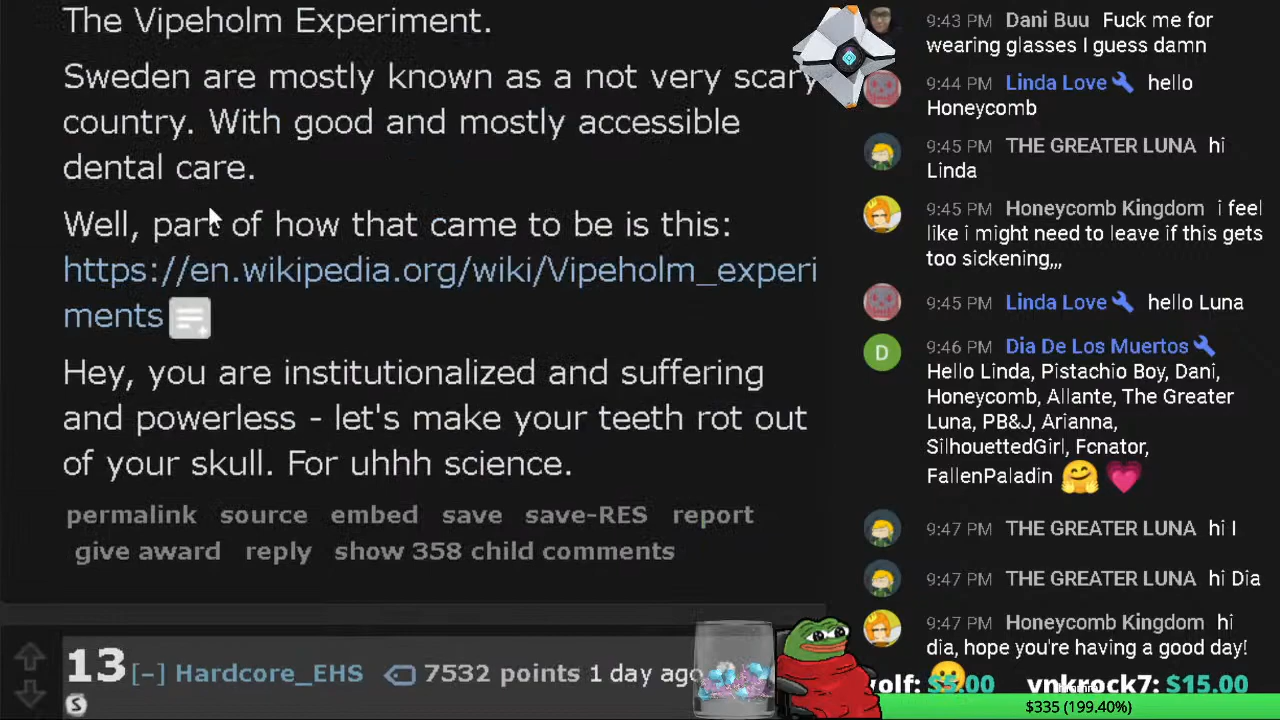 The Vipeholm Experiment.
Sweden are mostly known as a not very scary
country. With good and mostly accessible
dental care.
Well, part of how that came to be is this:
https://en.wikipedia.org/wiki/Vipeholm_experi
ments
Hey, you are institutionalized and suffering
and powerless - let's make your teeth rot out
of your skull. For uhhh science.
permalink source embed save save-RES report
give award reply show 358 child comments
13 [–] Hardcore_EHS 7532 points 1 day ago
S
9:43 PM Dani Buu Fuck me for
wearing glasses I guess damn
9:44 PM Linda Love hello
Honeycomb
9:45 PM THE GREATER LUNA hi
Linda
9:45 PM Honeycomb Kingdom i feel
like i might need to leave if this gets
too sickening,,,
9:45 PM Linda Love hello Luna
D
9:46 PM Dia De Los Muertos
Hello Linda, Pistachio Boy, Dani,
Honeycomb, Allante, The Greater
Luna, PB&J, Arianna,
SilhouettedGirl, Fcnator,
FallenPaladin
9:47 PM THE GREATER LUNA hi I
9:47 PM THE GREATER LUNA hi Dia
9:47 PM Honeycomb Kingdom hi
dia, hope you're having a good day!
wolf: $5.00 vnkrock7: $15.00
$335 (199.40%)